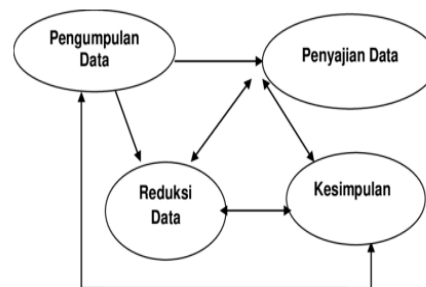 Pengumpulan
Data
Penyajian Data
Reduksi
Data
Kesimpulan